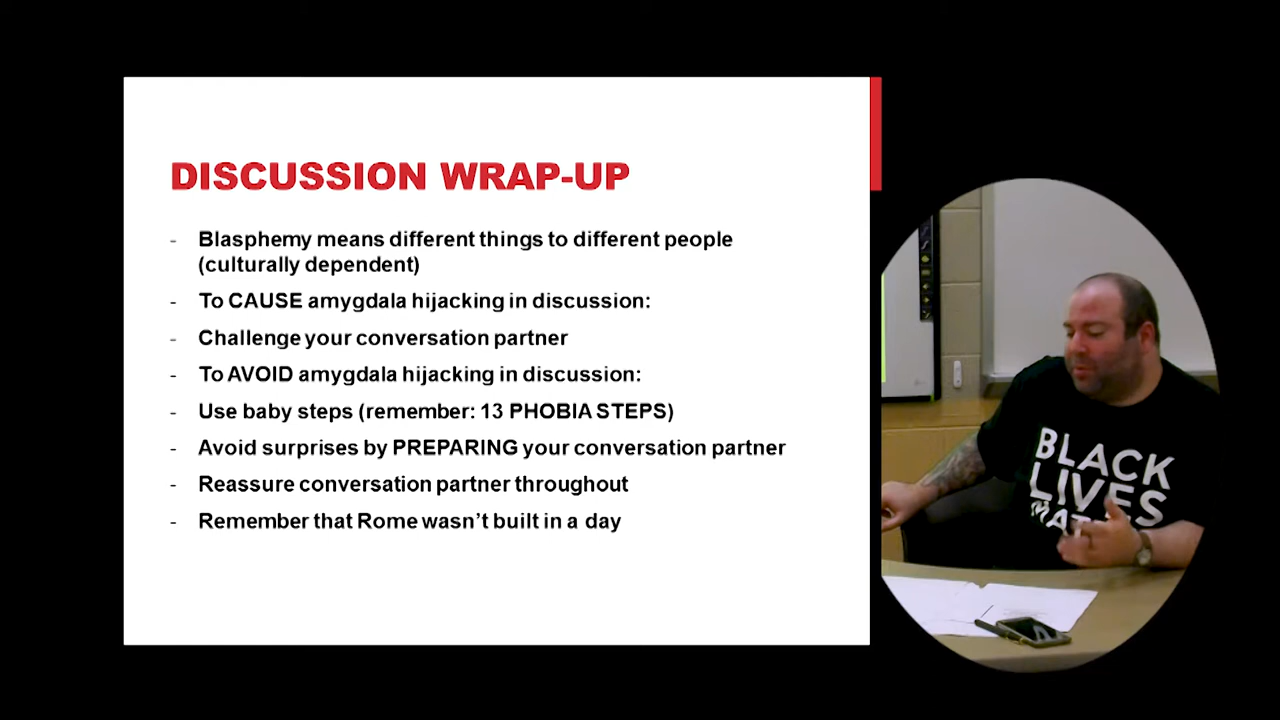 DISCUSSION WRAP-UP
- Blasphemy means different things to different people
(culturally dependent)
- To CAUSE amygdala hijacking in discussion:
- Challenge your conversation partner
- To AVOID amygdala hijacking in discussion:
- Use baby steps (remember: 13 PHOBIA STEPS)
- Avoid surprises by PREPARING your conversation partner
- Reassure conversation partner throughout
- Remember that Rome wasn't built in a day
BLACK
LIVES